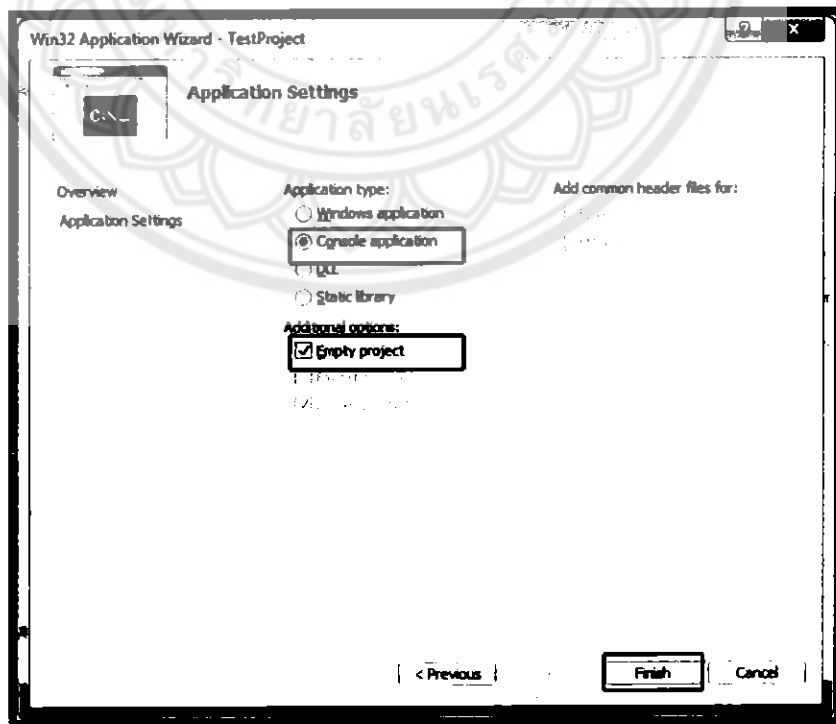 Win32 Application Wizard - TestProject
C:\_
Application Settings
Overview
Application Settings
Application type:
Windows application
Console application
DLL
Static library
Additional options:
Empty project
Add common header files for:
< Previous
Finish
Cancel